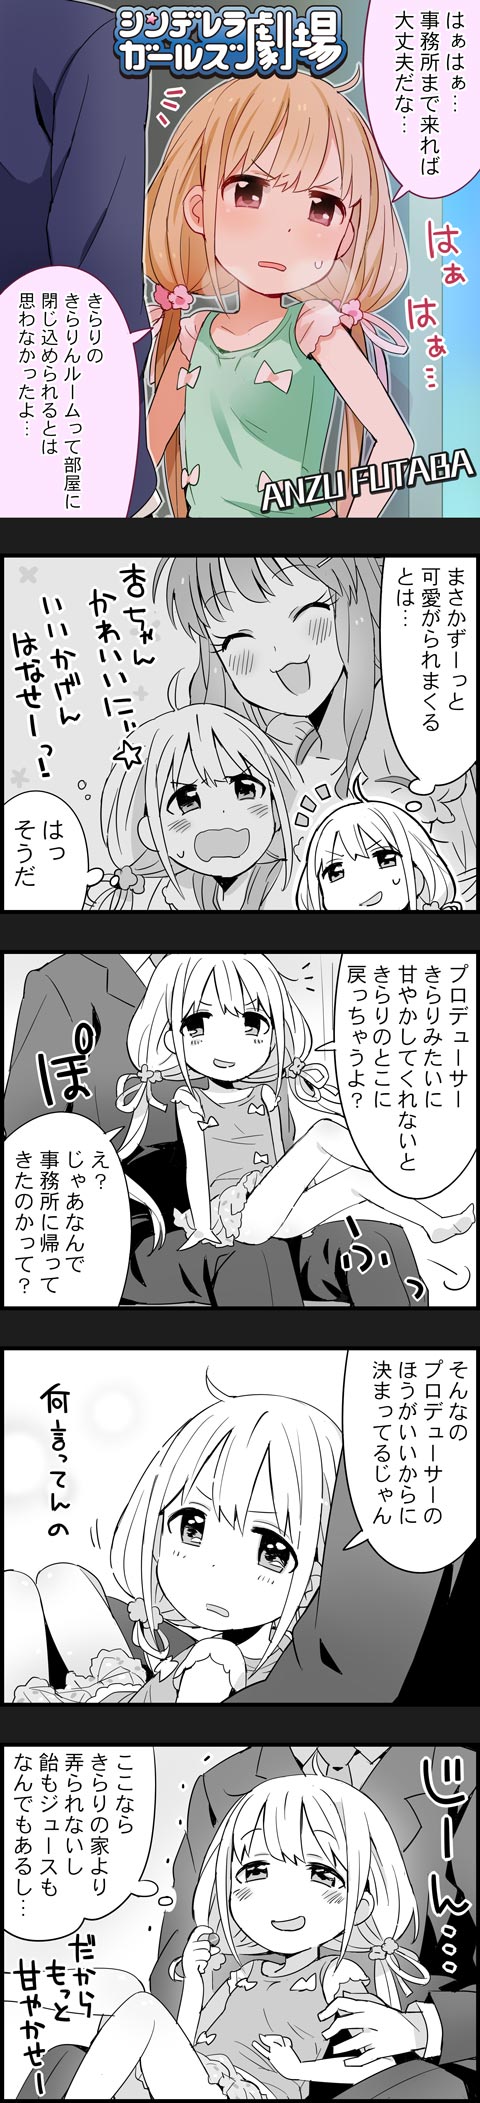 シンデレラ
ガールズ劇場
はぁはぁ…
事務所まで来れば
大丈夫だな…
はぁ
はぁ…
きらりの
きらりんルームって部屋に
閉じ込められるとは
思わなかったよ…
ANZU FUTABA
まさかずーっと
可愛がられまくる
とは…
杏ちゃん
かわいいにぃ☆
いいかげん
はなせーっ!
はっ
そうだ
プロデューサー
きらりみたいに
甘やかしてくれないと
きらりのとこに
戻っちゃうよ？
ぽ
ふっ
え？
じゃあなんで
事務所に帰って
きたのかって？
そんなの
プロデューサーの
ほうがいいからに
決まってるじゃん
何言ってんの
じーん…
ここなら
きらりの家より
弄られないし
飴もジュースも
なんでもあるし…
だから
もっと
甘やかせー